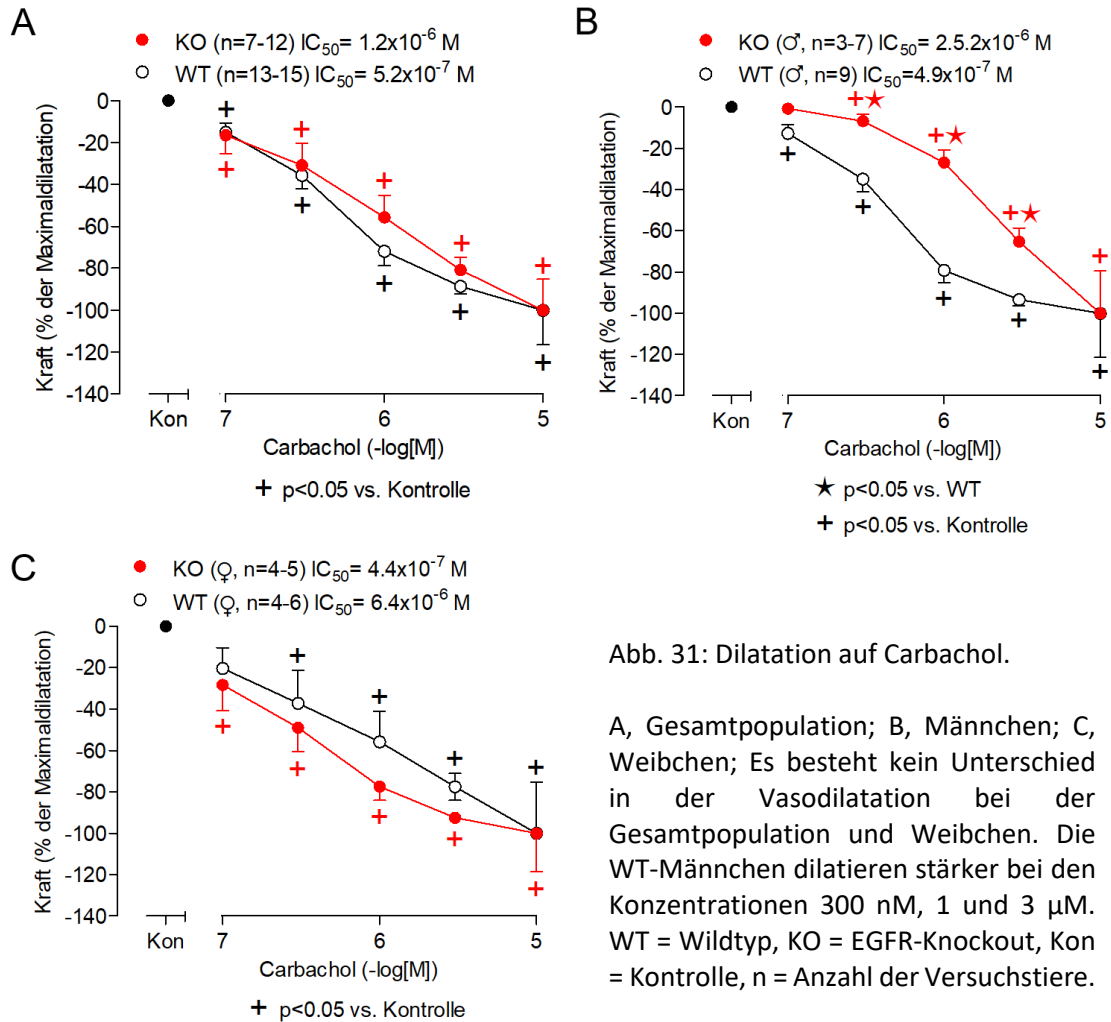 A
KO (n=7-12) IC₅₀= 1.2x10⁻⁶ M
WT (n=13-15) IC₅₀= 5.2x10⁻⁷ M
0
-20
-40
-60
-80
-100
-120
-140
Kraft (% der Maximaldilatation)
Kon
7
6
5
Carbachol (-log[M])
+ p<0.05 vs. Kontrolle
B
KO (♂, n=3-7) IC₅₀= 2.5.2x10⁻⁶ M
WT (♂, n=9) IC₅₀=4.9x10⁻⁷ M
0
-20
-40
-60
-80
-100
-120
-140
Kraft (% der Maximaldilatation)
Kon
7
6
5
Carbachol (-log[M])
★ p<0.05 vs. WT
+ p<0.05 vs. Kontrolle
C
KO (♀, n=4-5) IC₅₀= 4.4x10⁻⁷ M
WT (♀, n=4-6) IC₅₀= 6.4x10⁻⁶ M
0
-20
-40
-60
-80
-100
-120
-140
Kraft (% der Maximaldilatation)
Kon
7
6
5
Carbachol (-log[M])
+ p<0.05 vs. Kontrolle
Abb. 31: Dilatation auf Carbachol.
A, Gesamtpopulation; B, Männchen; C,
Weibchen; Es besteht kein Unterschied
in der Vasodilatation bei der
Gesamtpopulation und Weibchen. Die
WT-Männchen dilatieren stärker bei den
Konzentrationen 300 nM, 1 und 3 µM.
WT = Wildtyp, KO = EGFR-Knockout, Kon
= Kontrolle, n = Anzahl der Versuchstiere.